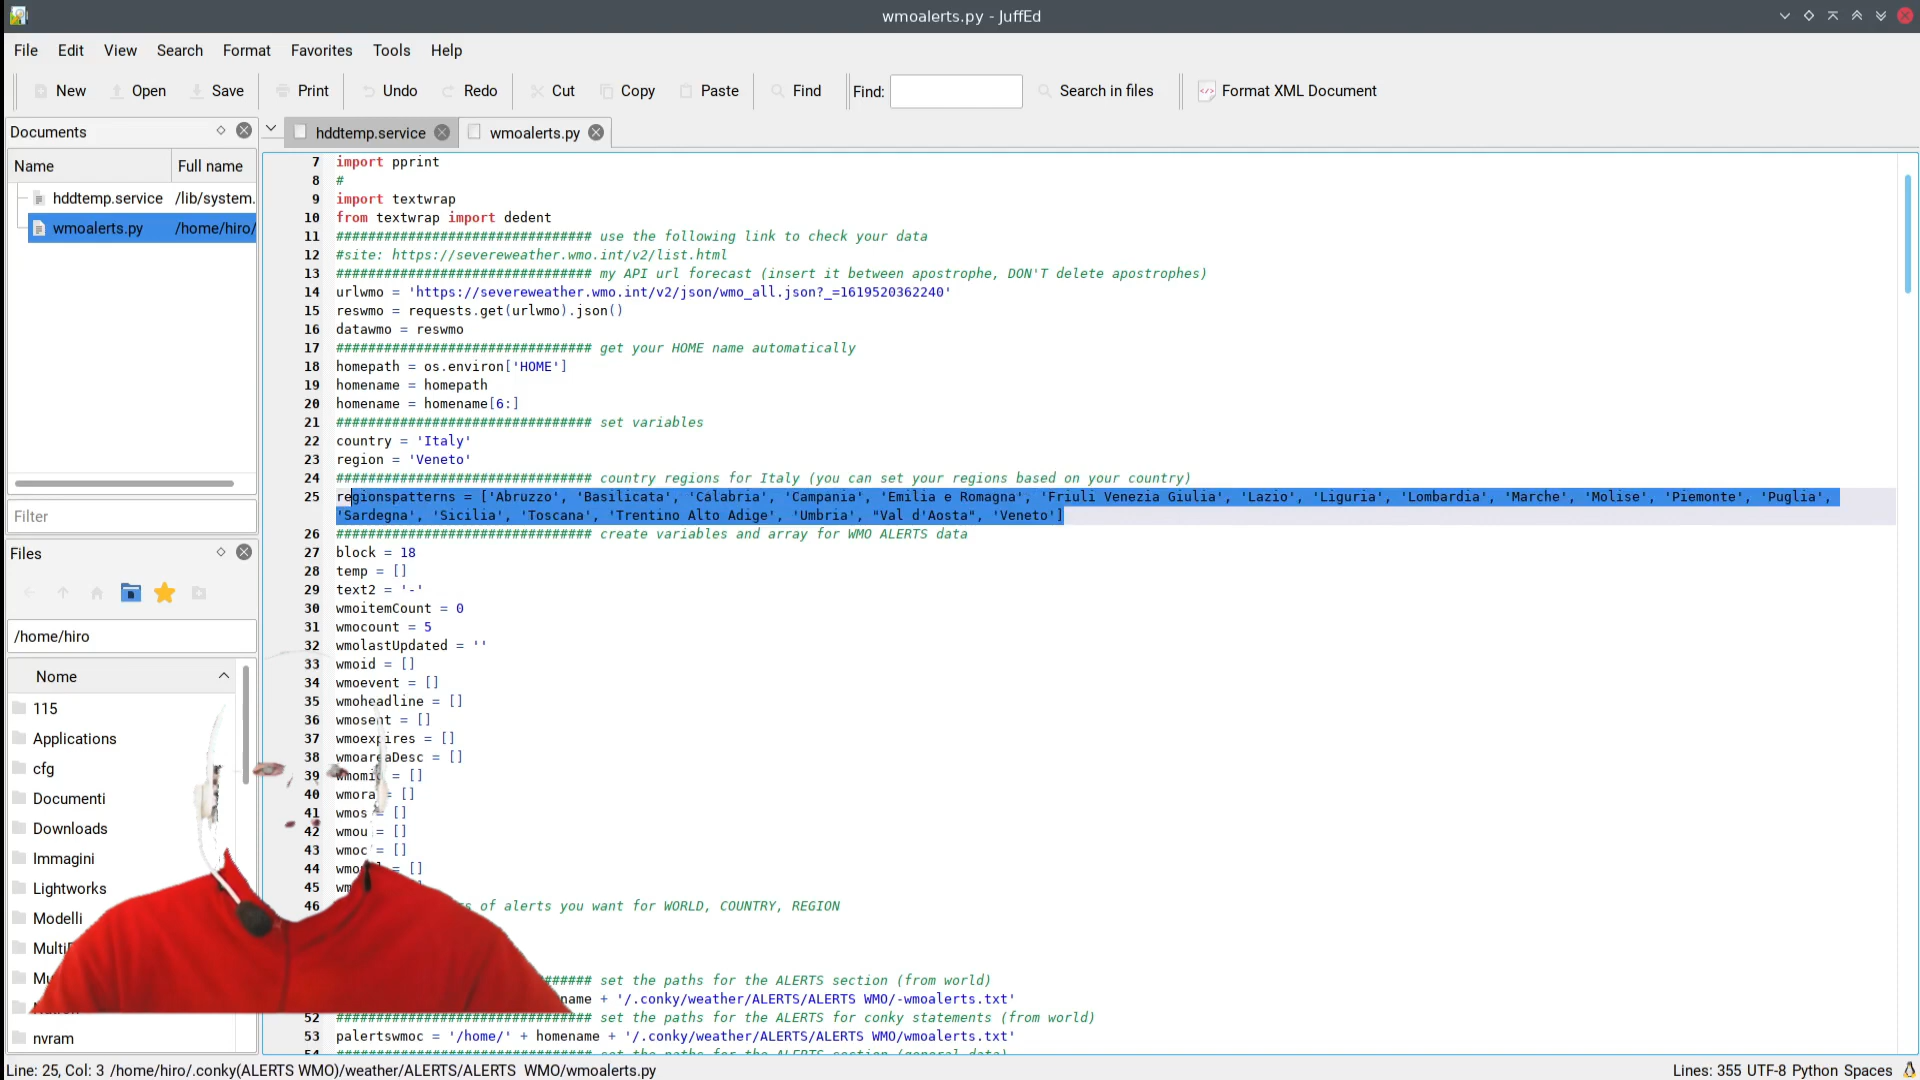 wmoalerts.py - JuffEd
File Edit View Search Format Favorites Tools Help
New Open Save Print Undo Redo Cut Copy Paste Find Find: Search in files Format XML Document
Documents
hddtemp.service wmoalerts.py
Name Full name
hddtemp.service /lib/system.
wmoalerts.py /home/hiro/
Filter
Files
/home/hiro
Nome
115
Applications
cfg
Documenti
Downloads
Immagini
Lightworks
Modelli
nvram
7 import pprint
8 #
9 import textwrap
10 from textwrap import dedent
11 ################################ use the following link to check your data
12 #site: https://severeweather.wmo.int/v2/list.html
13 ################################ my API url forecast (insert it between apostrophe, DON'T delete apostrophes)
14 urlwmo = 'https://severeweather.wmo.int/v2/json/wmo_all.json?_=1619520362240'
15 reswmo = requests.get(urlwmo).json()
16 datawmo = reswmo
17 ################################ get your HOME name automatically
18 homepath = os.environ['HOME']
19 homename = homepath
20 homename = homename[6:]
21 ################################ set variables
22 country = 'Italy'
23 region = 'Veneto'
24 ################################ country regions for Italy (you can set your regions based on your country)
25 regionspatterns = ['Abruzzo', 'Basilicata', 'Calabria', 'Campania', 'Emilia e Romagna', 'Friuli Venezia Giulia', 'Lazio', 'Liguria', 'Lombardia', 'Marche', 'Molise', 'Piemonte', 'Puglia',
'Sardegna', 'Sicilia', 'Toscana', 'Trentino Alto Adige', 'Umbria', "Val d'Aosta", 'Veneto']
26 ################################ create variables and array for WMO ALERTS data
27 block = 18
28 temp = []
29 text2 = '-'
30 wmoitemCount = 0
31 wmocount = 5
32 wmolastUpdated = ''
33 wmoid = []
34 wmoevent = []
35 wmoheadline = []
36 wmosent = []
37 wmoexpires = []
38 wmoareaDesc = []
39 = []
40 = []
41 = []
42 = []
43 = []
44 = []
45
46 of alerts you want for WORLD, COUNTRY, REGION
###### set the paths for the ALERTS section (from world)
name + '/.conky/weather/ALERTS/ALERTS WMO/-wmoalerts.txt'
52 ################################ set the paths for the ALERTS for conky statements (from world)
53 palertswmoc = '/home/' + homename + '/.conky/weather/ALERTS/ALERTS WMO/wmoalerts.txt'
Line: 25, Col: 3 /home/hiro/.conky(ALERTS WMO)/weather/ALERTS/ALERTS WMO/wmoalerts.py Lines: 355 UTF-8 Python Spaces